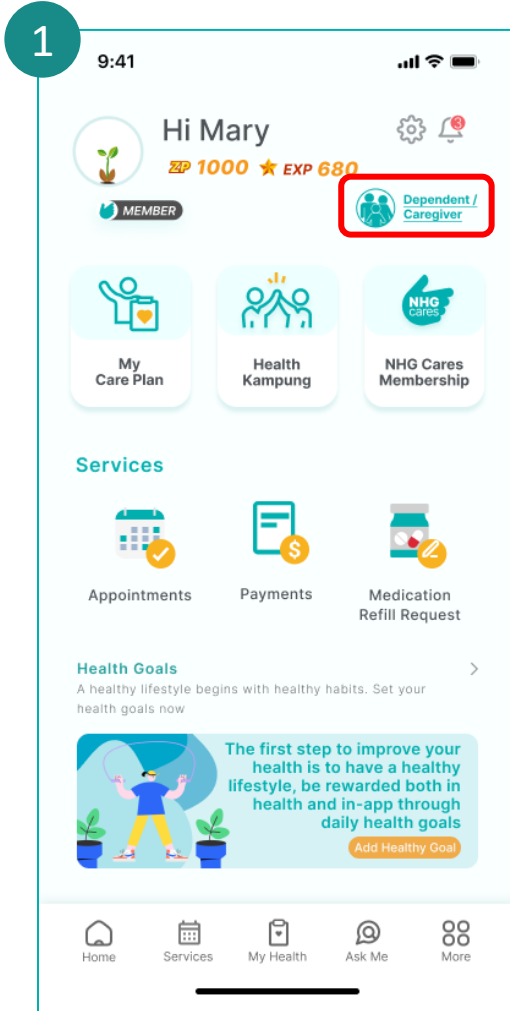 1
9:41
Hi Mary
3
ZP 1000 EXP 680
MEMBER
Dependent /
Caregiver
NHG
cares
My
Care Plan
Health
Kampung
NHG Cares
Membership
Services
Appointments
Payments
Medication
Refill Request
Health Goals
A healthy lifestyle begins with healthy habits. Set your
health goals now
The first step to improve your
health is to have a healthy
lifestyle, be rewarded both in
health and in-app through
daily health goals
Add Healthy Goal
Home
Services
My Health
Ask Me
More